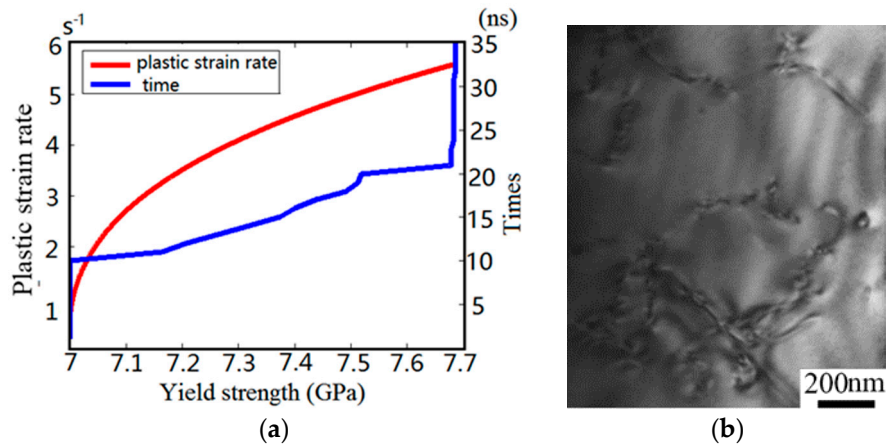 s-1 (ns)
6 35
plastic strain rate
time
5 30
4 25
3 20
2 15
1 10
5
Plastic strain rate
Times
7 7.1 7.2 7.3 7.4 7.5 7.6 7.7
Yield strength (GPa)
200nm
(a) (b)